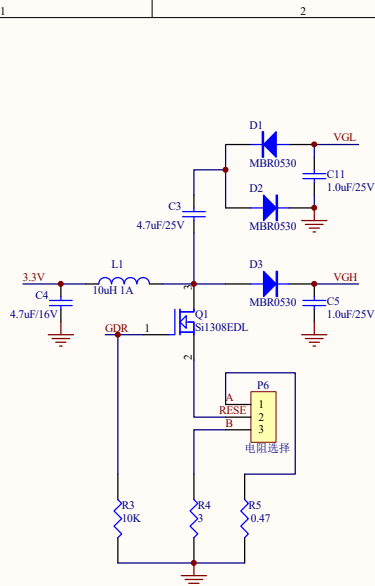 1 2
D1
VGL
MBR0530
C11
1.0uF/25V
D2
C3
4.7uF/25V
MBR0530
L1
D3
3.3V
VGH
10uH 1A
3
MBR0530
C4
C5
4.7uF/16V
Q1
1.0uF/25V
GDR 1
Si1308EDL
2
P6
A
1
RESE
2
B
3
电阻选择
R3
R4
R5
10K
3
0.47